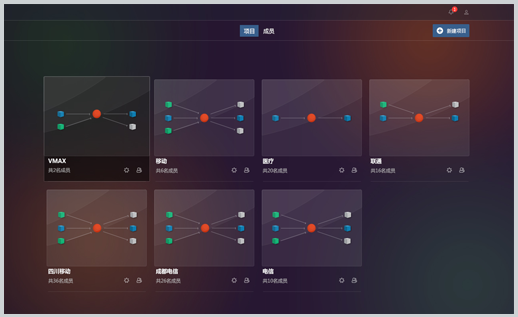 1
项目 成员
新建项目
VMAX
共2名成员
移动
共6名成员
医疗
共20名成员
联通
共16名成员
四川移动
共36名成员
成都电信
共26名成员
电信
共10名成员